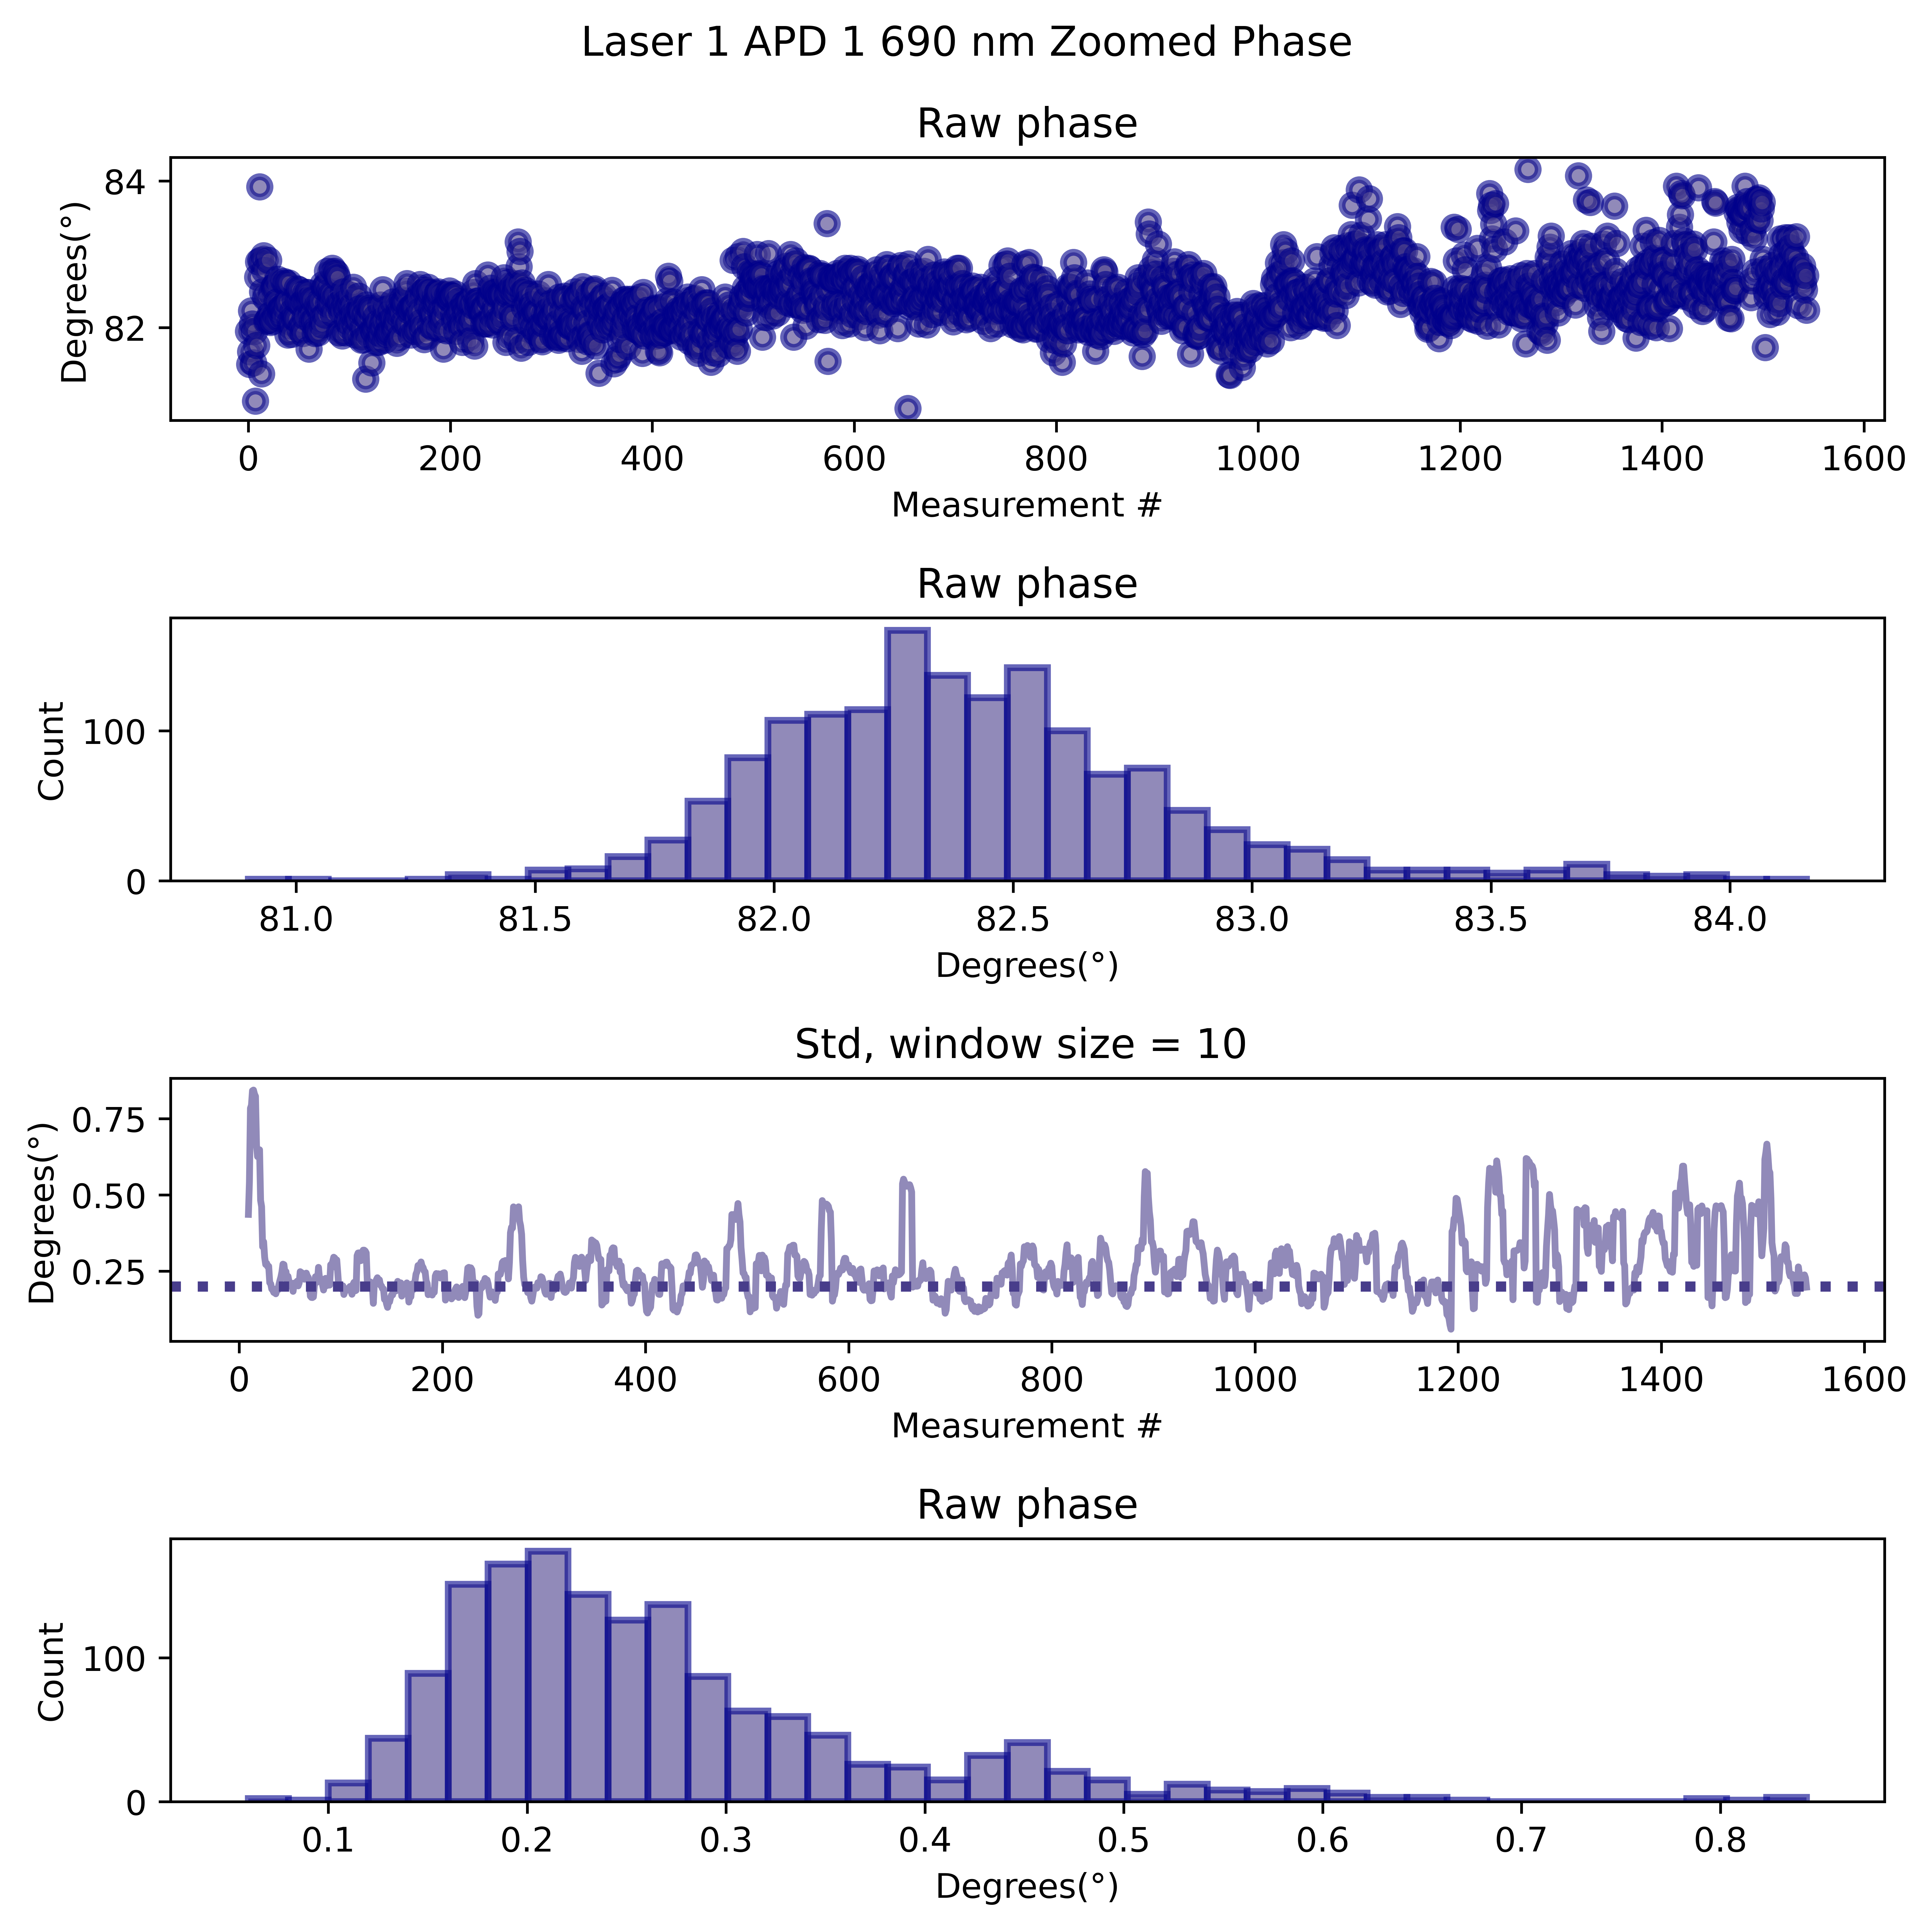 Laser 1 APD 1 690 nm Zoomed Phase
Raw phase
Degrees(°)
84
82
0 200 400 600 800 1000 1200 1400 1600
Measurement #
Raw phase
Count
100
0
81.0 81.5 82.0 82.5 83.0 83.5 84.0
Degrees(°)
Std, window size = 10
Degrees(°)
0.75
0.50
0.25
0 200 400 600 800 1000 1200 1400 1600
Measurement #
Raw phase
Count
100
0
0.1 0.2 0.3 0.4 0.5 0.6 0.7 0.8
Degrees(°)